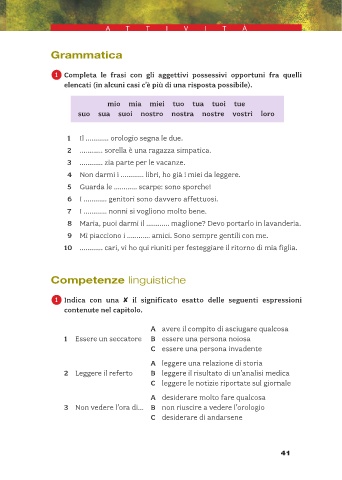 ATTIVITÀ
Grammatica
1 Completa le frasi con gli aggettivi possessivi opportuni fra quelli
elencati (in alcuni casi c'è più di una risposta possibile).
mio mia miei tuo tua tuoi tue
suo sua suoi nostro nostra nostre vostri loro
1 Il ............ orologio segna le due.
2 ............ sorella è una ragazza simpatica.
3 ............ zia parte per le vacanze.
4 Non darmi i ............ libri, ho già i miei da leggere.
5 Guarda le ............ scarpe: sono sporche!
6 I ............ genitori sono davvero affettuosi.
7 I ............ nonni si vogliono molto bene.
8 Maria, puoi darmi il ............ maglione? Devo portarlo in lavanderia.
9 Mi piacciono i ............ amici. Sono sempre gentili con me.
10 ............ cari, vi ho qui riuniti per festeggiare il ritorno di mia figlia.
Competenze linguistiche
1 Indica con una ✘ il significato esatto delle seguenti espressioni
contenute nel capitolo.
A avere il compito di asciugare qualcosa
1 Essere un seccatore B essere una persona noiosa
C essere una persona invadente
A leggere una relazione di storia
2 Leggere il referto B leggere il risultato di un'analisi medica
C leggere le notizie riportate sul giornale
A desiderare molto fare qualcosa
3 Non vedere l'ora di... B non riuscire a vedere l'orologio
C desiderare di andarsene
41